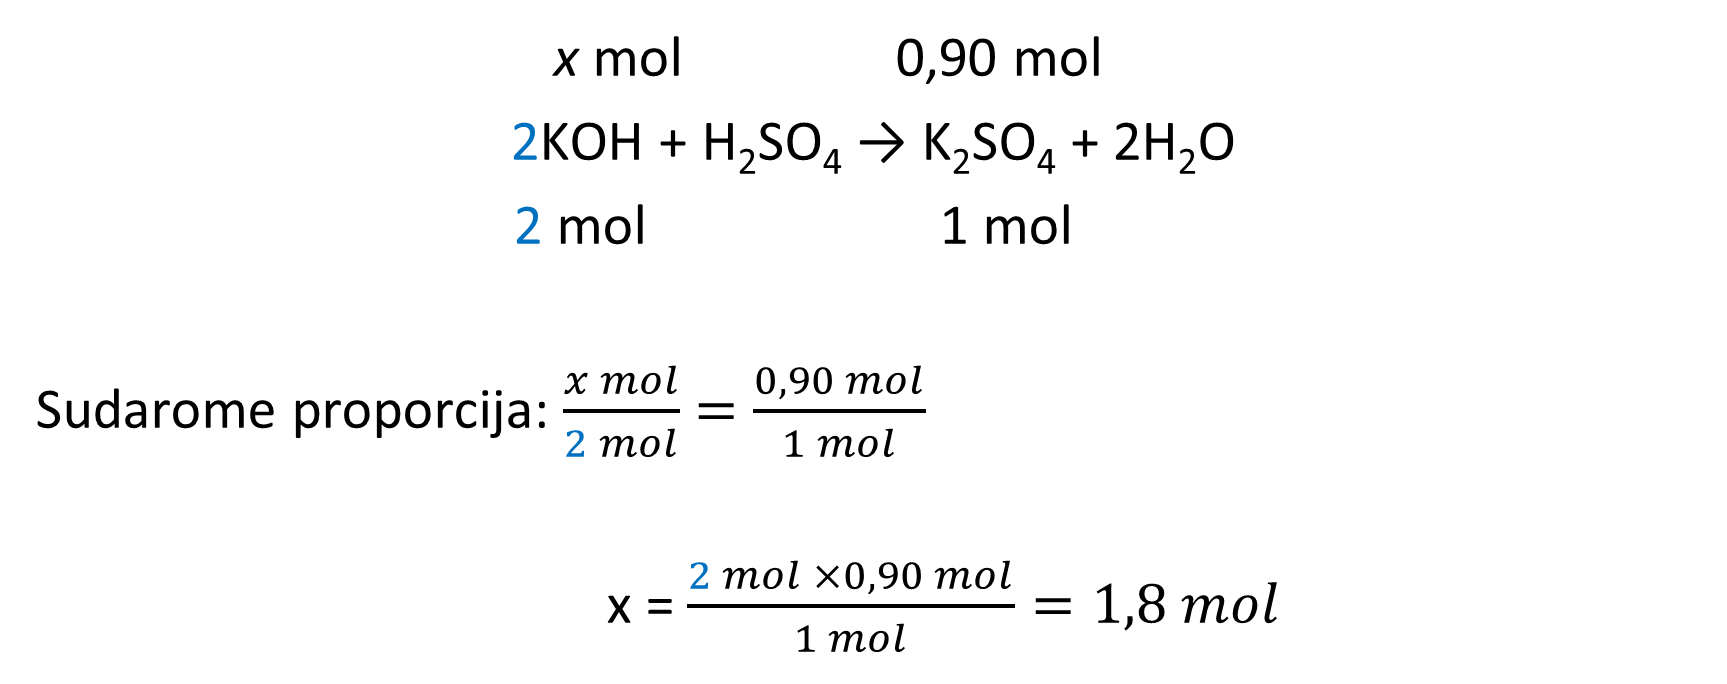 x mol 0,90 mol
2KOH + H₂SO₄ → K₂SO₄ + 2H₂O
2 mol 1 mol
Sudarome proporcija: x mol / 2 mol = 0,90 mol / 1 mol
x = 2 mol ×0,90 mol / 1 mol = 1,8 mol